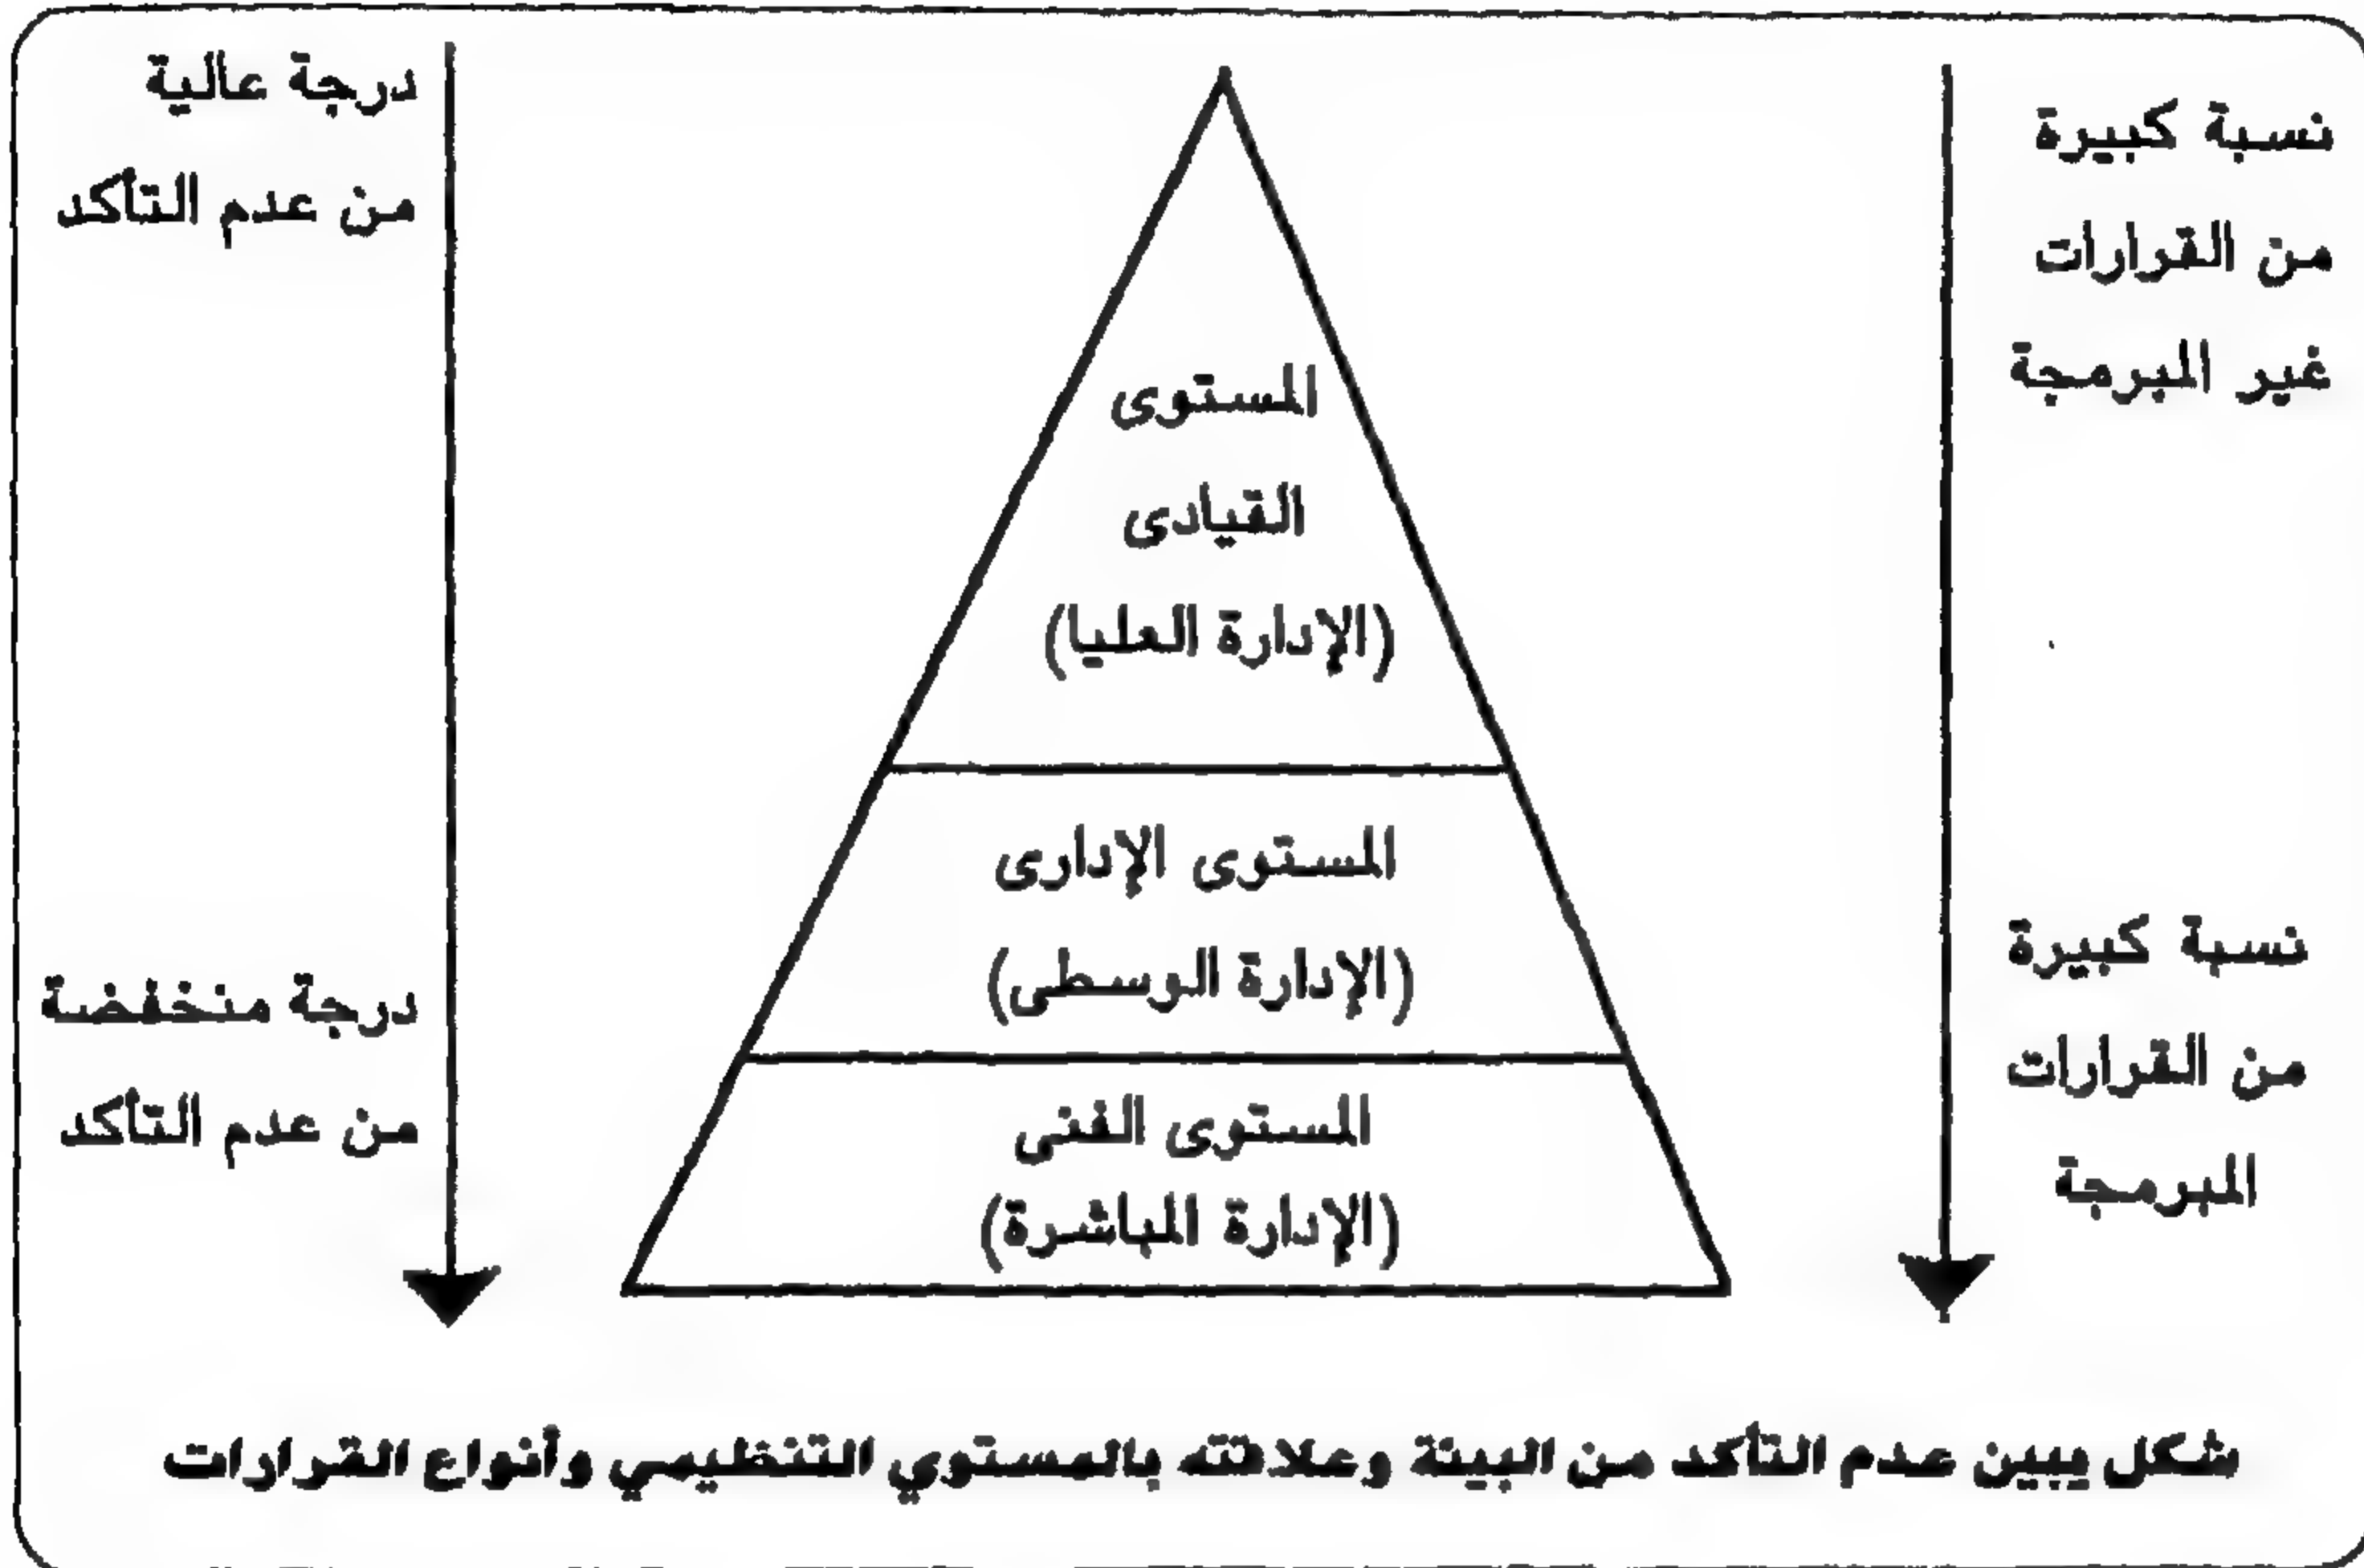 نسبة كبيرة
من القرارات
غير المبرمجة
نسبة كبيرة
من القرارات
المبرمجة
المستوى
القيادى
(الإدارة العليا)
المستوى الإدارى
(الإدارة الوسطى)
المستوى الفنى
(الإدارة المباشرة)
درجة عالية
من عدم التأكد
درجة منخفضة
من عدم التأكد
شكل يبين عدم التأكد من البيئة وعلاقته بالمستوي التنظيمي وأنواع القرارات